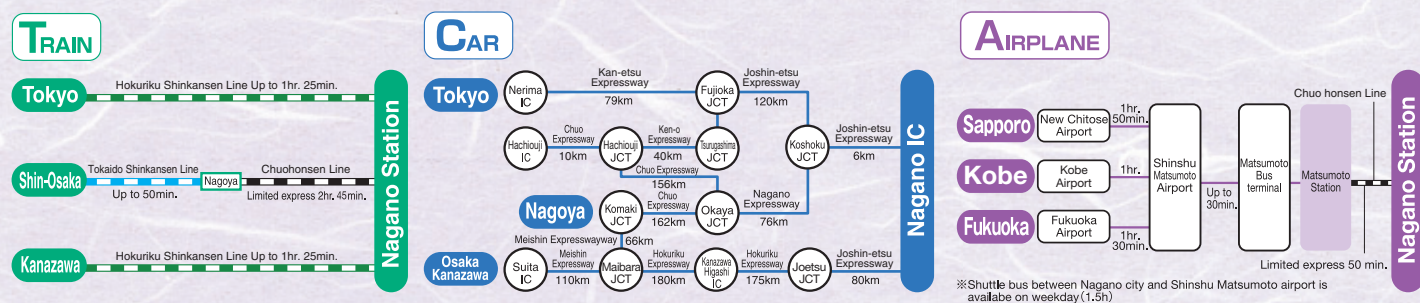 TRAIN
Tokyo
Hokuriku Shinkansen Line Up to 1hr. 25min.
Shin-Osaka
Tokaido Shinkansen Line
Up to 50min.
Nagoya
Chuohonsen Line
Limited express 2hr. 45min.
Kanazawa
Hokuriku Shinkansen Line Up to 1hr. 25min.
Nagano Station
CAR
Tokyo
Nerima
IC
Kan-etsu
Expressway
79km
Fujioka
JCT
Joshin-etsu
Expressway
120km
Hachiouji
IC
Chuo
Expressway
10km
Hachiouji
JCT
Ken-o
Expressway
40km
Tsurugashima
JCT
Koshoku
JCT
Joshin-etsu
Expressway
6km
Chuo Expressway
156km
Nagoya
Komaki
JCT
Chuo
Expressway
162km
Okaya
JCT
Nagano
Expressway
76km
Meishin Expresswayway
66km
Osaka
Kanazawa
Suita
IC
Meishin
Expressway
110km
Maibara
JCT
Hokuriku
Expressway
180km
Kanazawa
Higashi
IC
Hokuriku
Expressway
175km
Joetsu
JCT
Joshin-etsu
Expressway
80km
Nagano IC
AIRPLANE
Sapporo
New Chitose
Airport
1hr.
50min.
Kobe
Kobe
Airport
1hr.
Fukuoka
Fukuoka
Airport
1hr.
30min.
Shinshu
Matsumoto
Airport
Up to
30min.
Matsumoto
Bus
terminal
Matsumoto
Station
Chuo honsen Line
Limited express 50 min.
Nagano Station
※Shuttle bus between Nagano city and Shinshu Matsumoto airport is
availabe on weekday(1.5h)